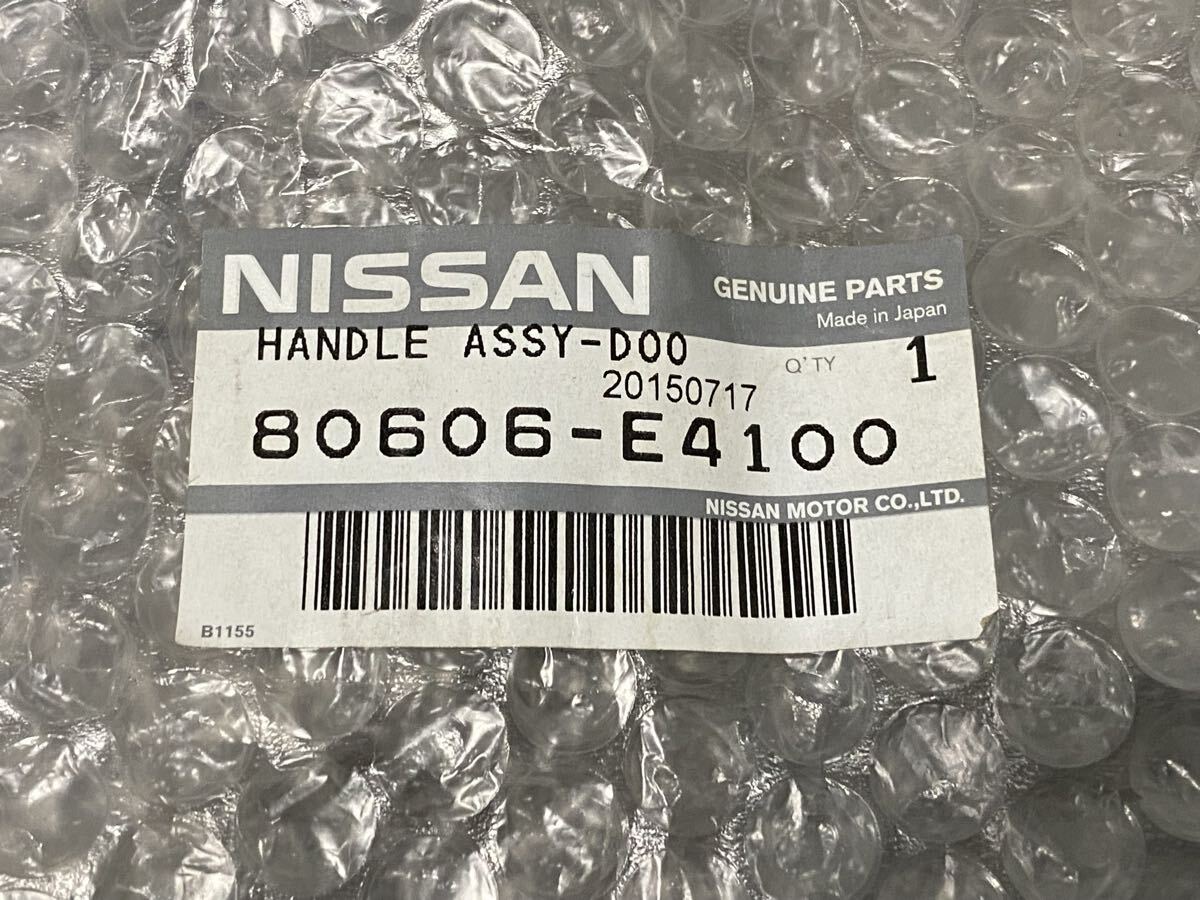 NISSAN
GENUINE PARTS
Made in Japan
HANDLE ASSY-DOO
Q'TY 1
20150717
80606-E4100
NISSAN MOTOR CO.,LTD.
B1155